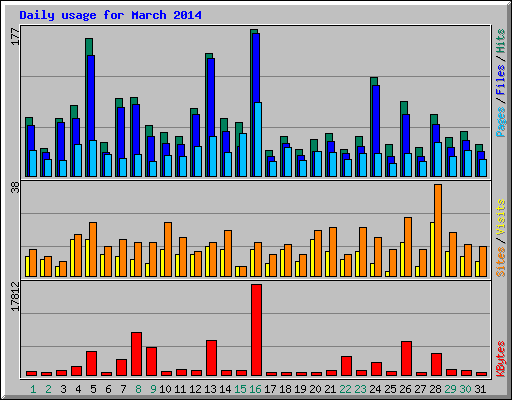 Daily usage for March 2014
177
Pages / Files / Hits
38
Sites / Visits
17812
KBytes
1 2 3 4 5 6 7 8 9 10 11 12 13 14 15 16 17 18 19 20 21 22 23 24 25 26 27 28 29 30 31